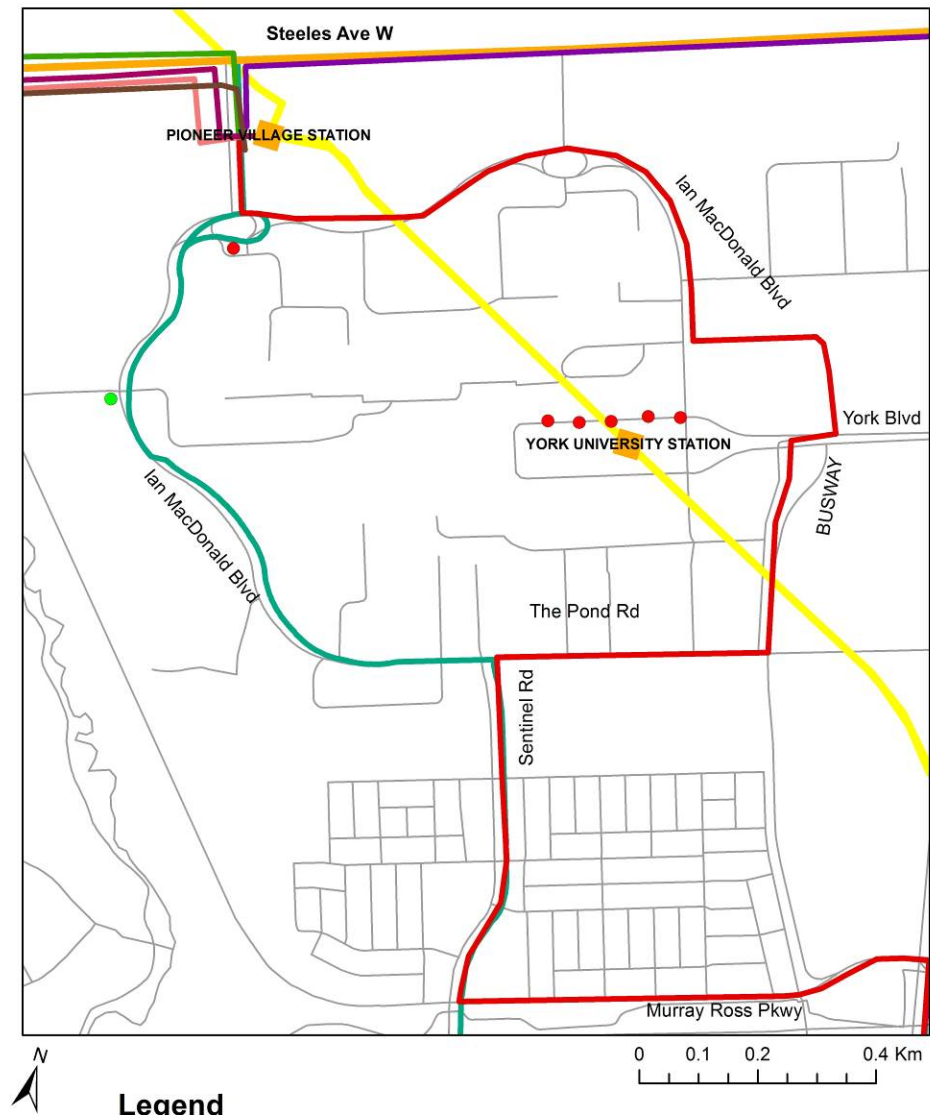 Steeles Ave W
PIONEER VILLAGE STATION
Ian MacDonald Blvd
York Blvd
YORK UNIVERSITY STATION
BUSWAY
Ian MacDonald Blvd
The Pond Rd
Sentinel Rd
Murray Ross Pkwy
N
0 0.1 0.2 0.4 Km
Legend